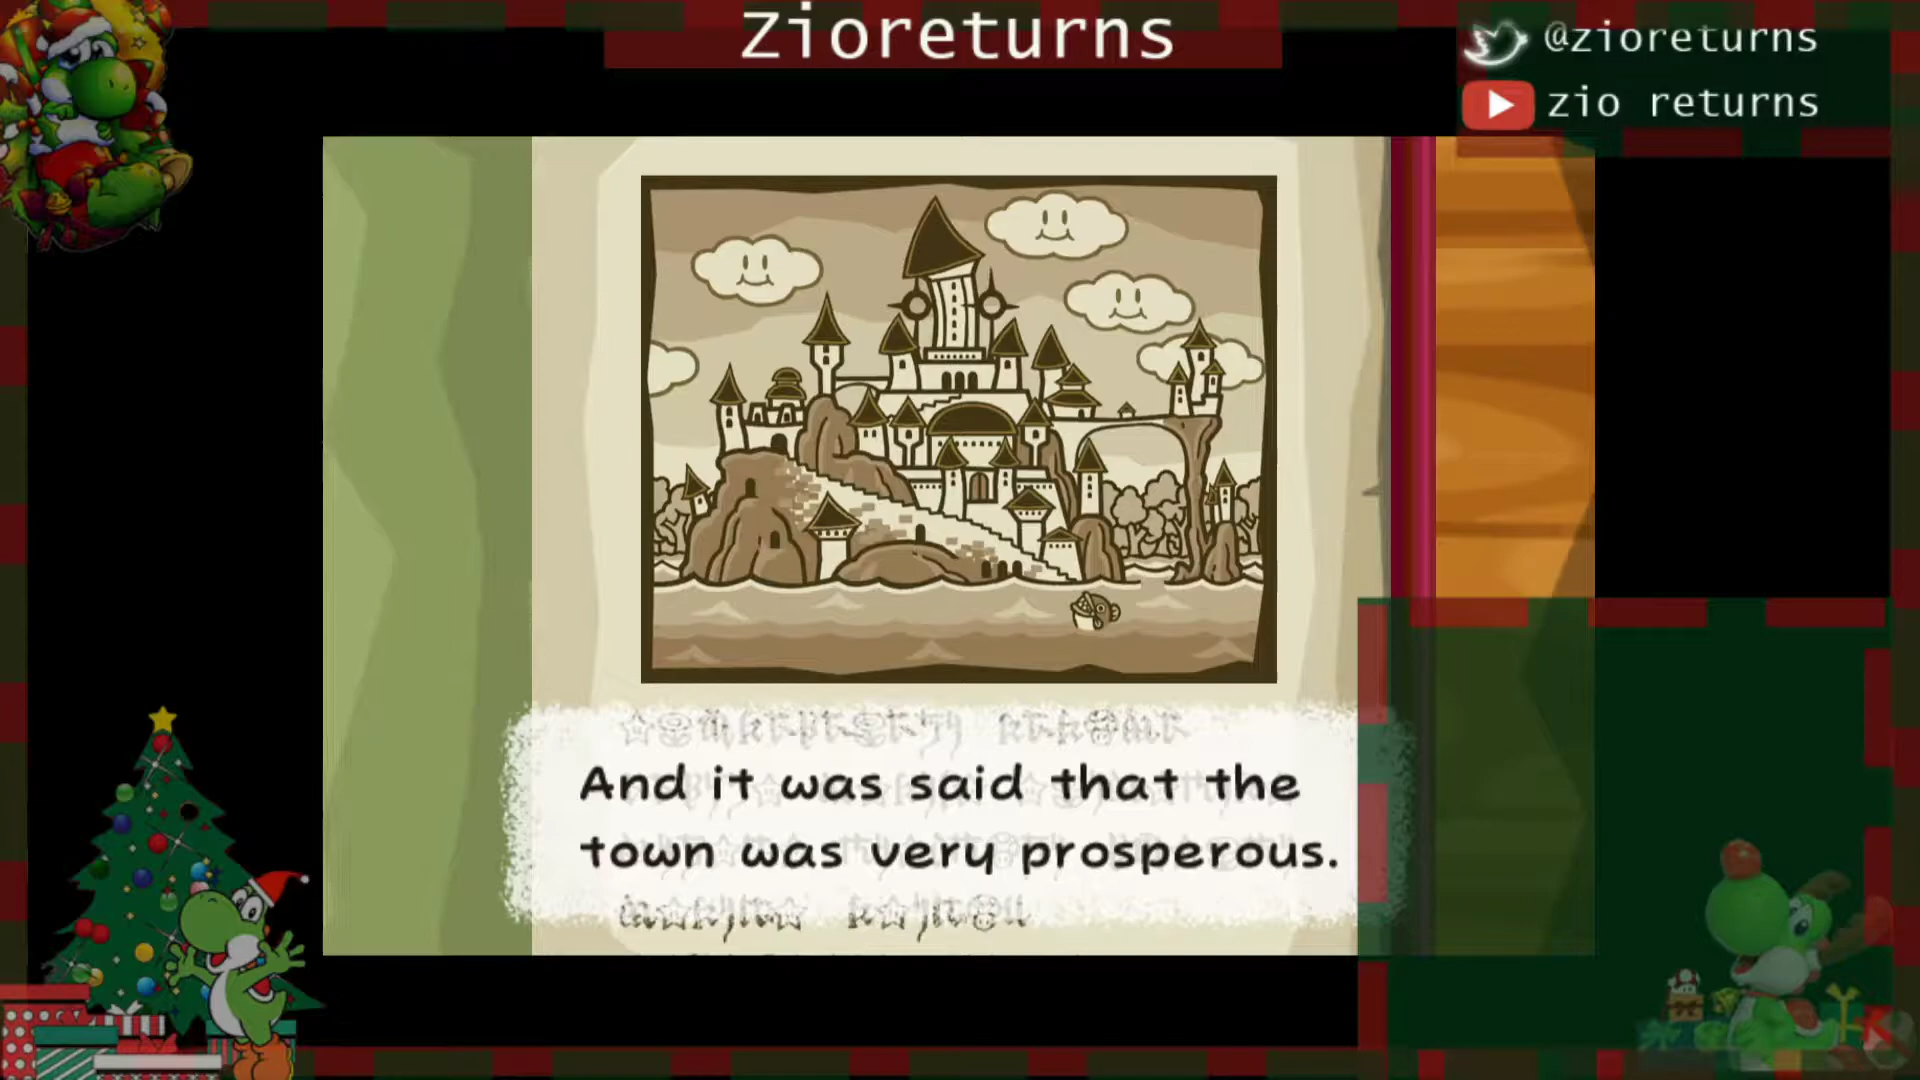 Zioreturns
@zioreturns
zio returns
And it was said that the
town was very prosperous.